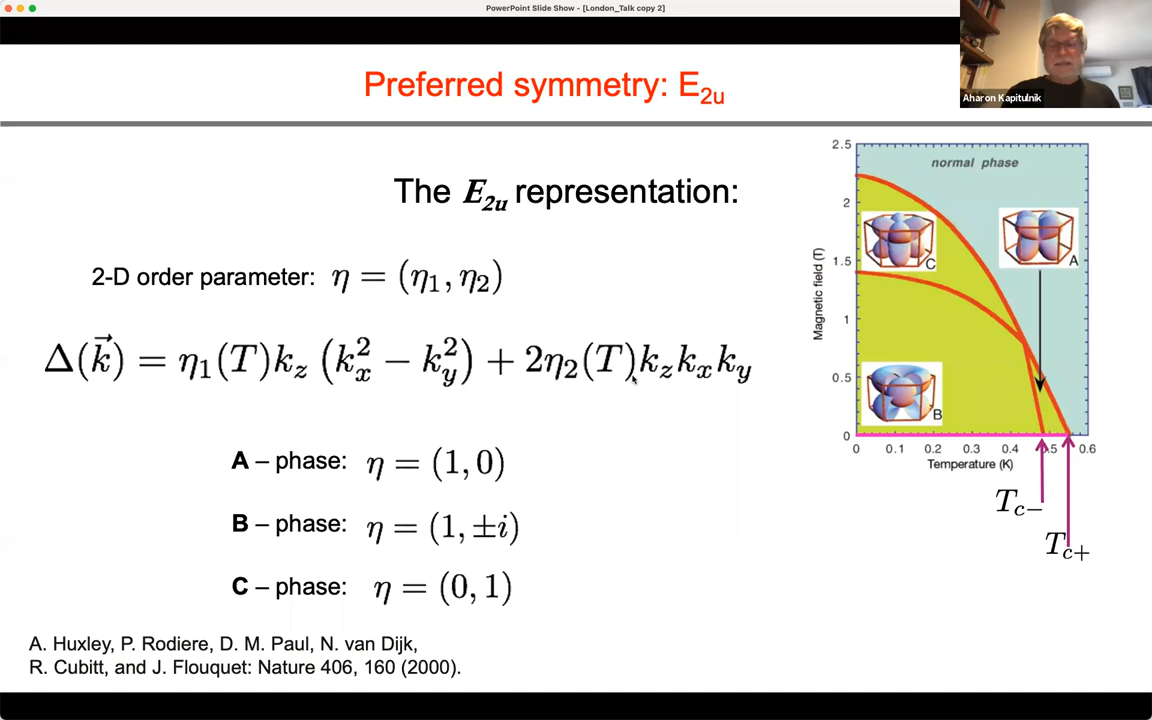 PowerPoint Slide Show - [London_Talk copy 2]
Aharon Kapitulnik
Preferred symmetry: E2u
The E2u representation:
2-D order parameter: η = (η1, η2)
Δ(k⃗) = η1(T)kz (kx² − ky²) + 2η2(T)kzkxky
A – phase: η = (1, 0)
B – phase: η = (1, ±i)
C – phase: η = (0, 1)
A. Huxley, P. Rodiere, D. M. Paul, N. van Dijk,
R. Cubitt, and J. Flouquet: Nature 406, 160 (2000).
normal phase
Magnetic field (T)
2.5
2
1.5
1
0.5
0
C
A
B
0 0.1 0.2 0.3 0.4 0.5 0.6
Temperature (K)
Tc−
Tc+